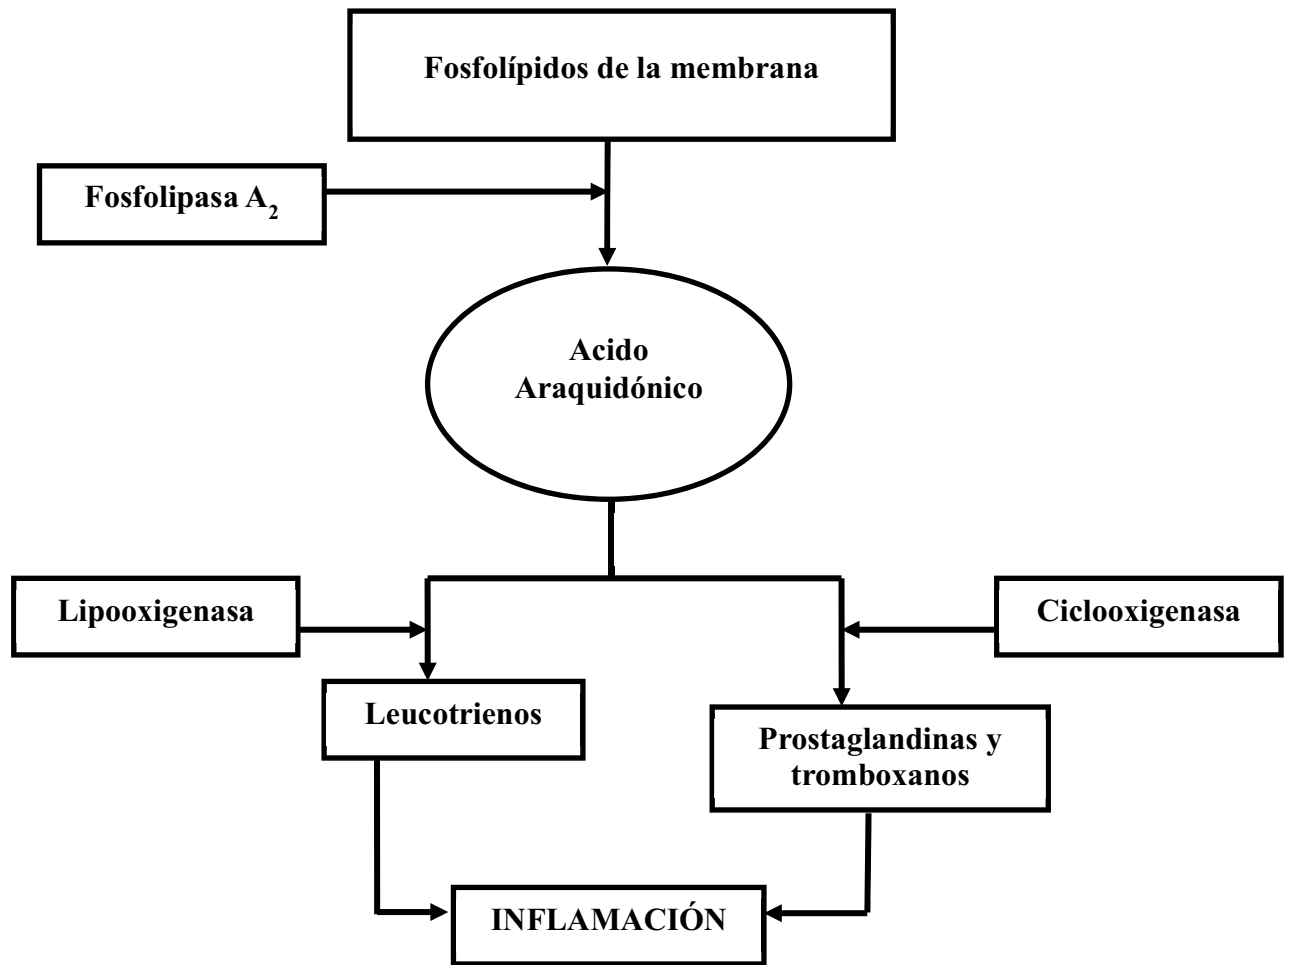 Fosfolípidos de la membrana
Fosfolipasa A2
Acido
Araquidónico
Lipooxigenasa
Ciclooxigenasa
Leucotrienos
Prostaglandinas y
tromboxanos
INFLAMACIÓN